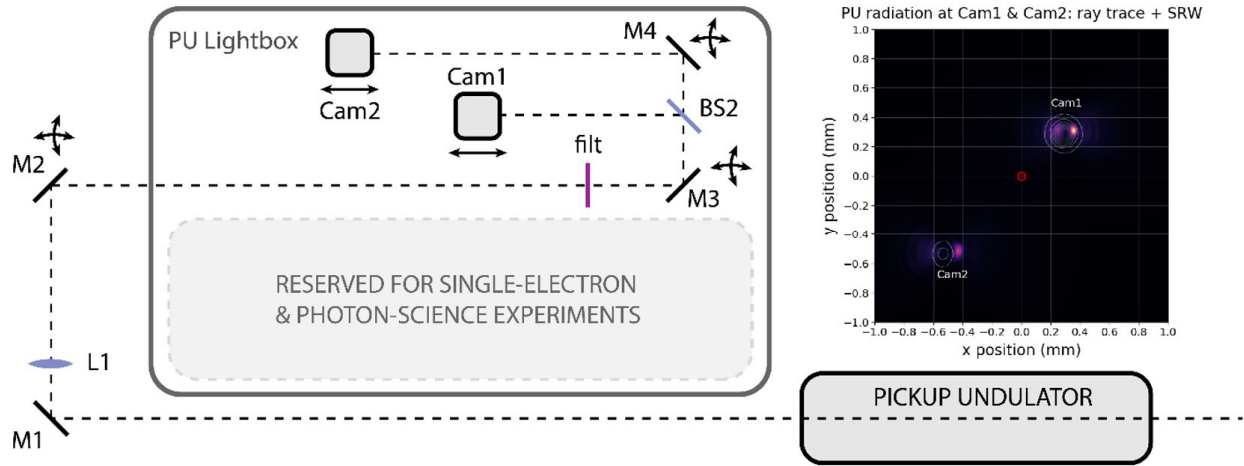 PU Lightbox
M4
Cam1
Cam2
BS2
M2
filt
M3
RESERVED FOR SINGLE-ELECTRON
& PHOTON-SCIENCE EXPERIMENTS
L1
M1
PICKUP UNDULATOR
PU radiation at Cam1 & Cam2: ray trace + SRW
1.0
0.8
0.6
0.4
0.2
0.0
−0.2
−0.4
−0.6
−0.8
−1.0
y position (mm)
Cam1
Cam2
−1.0 −0.8 −0.6 −0.4 −0.2 0.0 0.2 0.4 0.6 0.8 1.0
x position (mm)